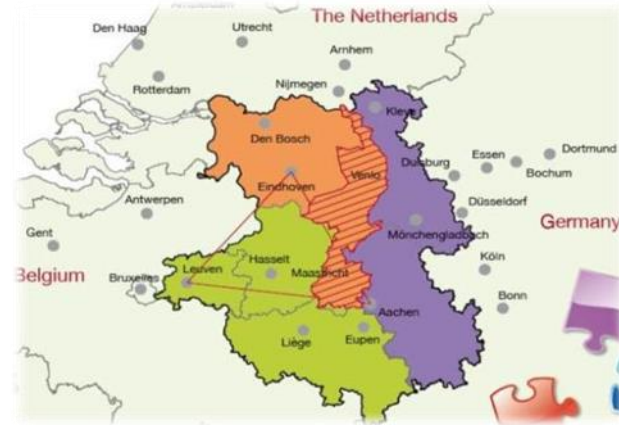 The Netherlands
Den Haag
Utrecht
Arnhem
Rotterdam
Nijmegen
Kleve
Den Bosch
Duisburg
Essen
Dortmund
Bochum
Venlo
Eindhoven
Antwerpen
Düsseldorf
Mönchengladbach
Germany
Gent
Hasselt
Leuven
Maastricht
Köln
Belgium
Bruxelles
Aachen
Bonn
Liège
Eupen